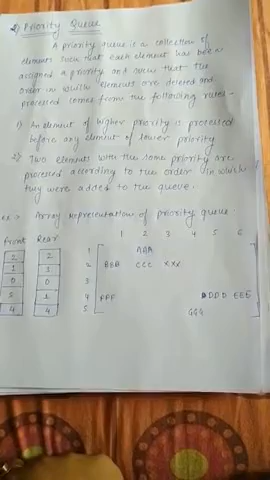 2) Priority Queue
A priority queue is a collection of
elements such that each element has been
assigned a priority and such that the
order in which elements are deleted and
processed comes from the following rules-
1) An element of higher priority is processed
before any element of lower priority
2) Two elements with the same priority are
processed according to the order in which
they were added to the queue.
ex:- Array Representation of priority queue.
Front Rear
1 2 3 4 5 6
2 2 1 AAA
1 2 CCC XXX
0 0 3
5 1 4 FFF DDDD EEE
4 4 5 GGG